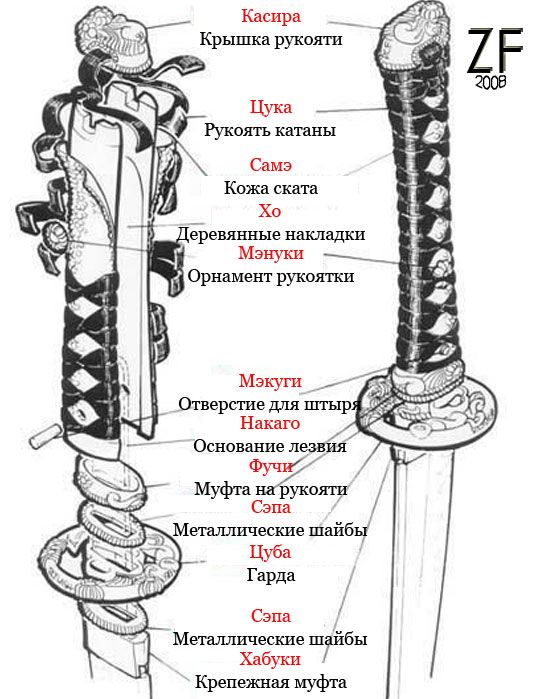 Касира
Крышка рукояти
ZF
2008
Цука
Рукоять катаны
Самэ
Кожа ската
Хо
Деревянные накладки
Мэнуки
Орнамент рукоятки
Мэкуги
Отверстие для штыря
Накаго
Основание лезвия
Фучи
Муфта на рукояти
Сэпа
Металлические шайбы
Цуба
Гарда
Сэпа
Металлические шайбы
Хабуки
Крепежная муфта